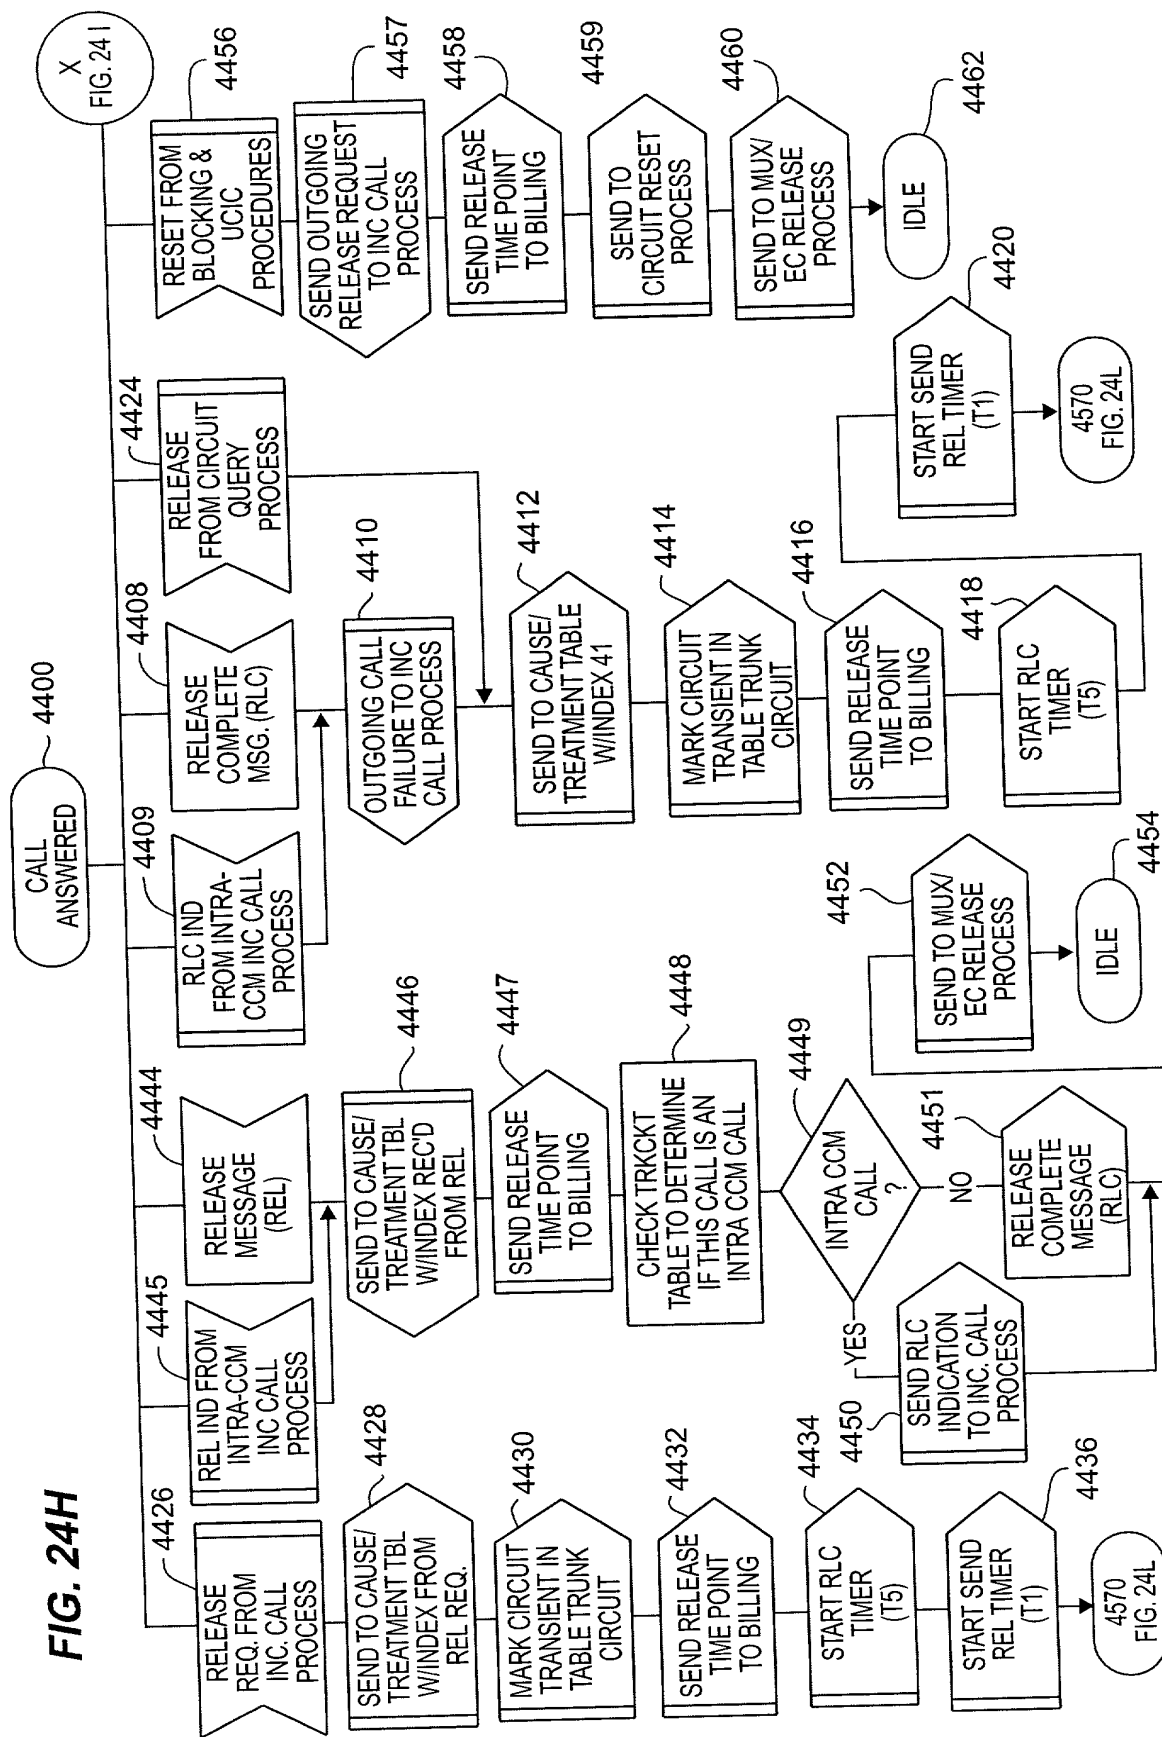 FIG. 24H
CALL
ANSWERED
4400
X
FIG. 24 I
RELEASE
REQ. FROM
INC. CALL
PROCESS
4426
SEND TO CAUSE/
TREATMENT TBL
W/INDEX FROM
REL REQ.
4428
MARK CIRCUIT
TRANSIENT IN
TABLE TRUNK
CIRCUIT
4430
SEND RELEASE
TIME POINT
TO BILLING
4432
START RLC
TIMER
(T5)
4434
START SEND
REL TIMER
(T1)
4436
4570
FIG. 24L
REL IND FROM
INTRA-CCM
INC CALL
PROCESS
4445
RELEASE
MESSAGE
(REL)
4444
SEND TO CAUSE/
TREATMENT TBL
W/INDEX REC'D
FROM REL
4446
SEND RELEASE
TIME POINT
TO BILLING
4447
CHECK TRKCKT
TABLE TO DETERMINE
IF THIS CALL IS AN
INTRA CCM CALL
4448
INTRA CCM
CALL
?
4449
YES
NO
SEND RLC
INDICATION
TO INC. CALL
PROCESS
4450
RELEASE
COMPLETE
MESSAGE
(RLC)
4451
SEND TO MUX/
EC RELEASE
PROCESS
4452
IDLE
4454
RLC IND
FROM INTRA-
CCM INC CALL
PROCESS
4409
RELEASE
COMPLETE
MSG. (RLC)
4408
OUTGOING CALL
FAILURE TO INC
CALL PROCESS
4410
RELEASE
FROM CIRCUIT
QUERY
PROCESS
4424
SEND TO CAUSE/
TREATMENT TABLE
W/INDEX 41
4412
MARK CIRCUIT
TRANSIENT IN
TABLE TRUNK
CIRCUIT
4414
SEND RELEASE
TIME POINT
TO BILLING
4416
START RLC
TIMER
(T5)
4418
START SEND
REL TIMER
(T1)
4420
4570
FIG. 24L
RESET FROM
BLOCKING &
UCIC
PROCEDURES
4456
SEND OUTGOING
RELEASE REQUEST
TO INC CALL
PROCESS
4457
SEND RELEASE
TIME POINT
TO BILLING
4458
SEND TO
CIRCUIT RESET
PROCESS
4459
SEND TO MUX/
EC RELEASE
PROCESS
4460
IDLE
4462